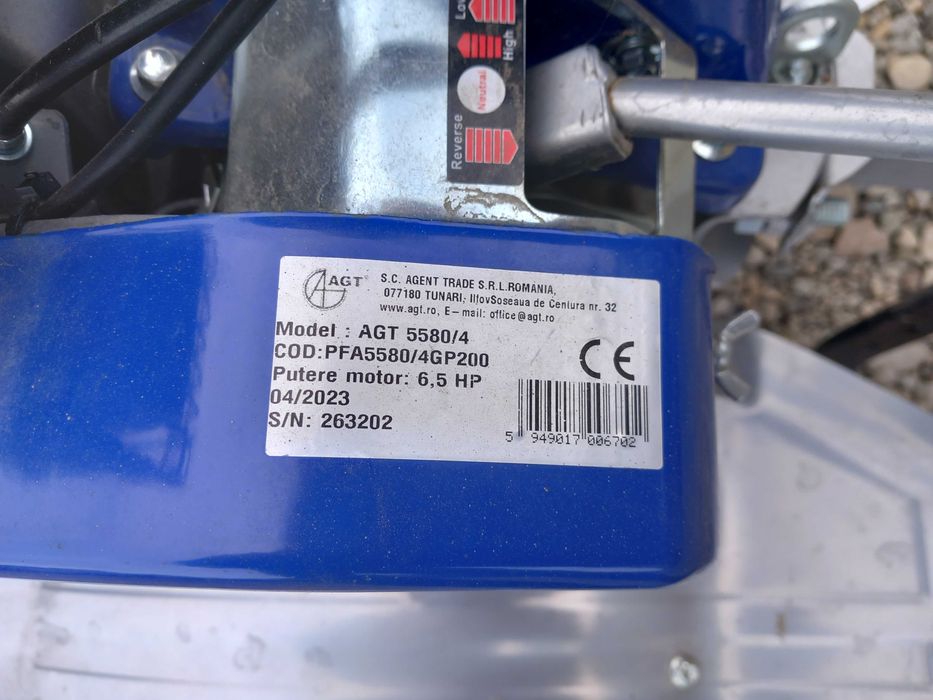 Low
High
Neutral
Reverse
AGT®
S.C. AGENT TRADE S.R.L.ROMANIA,
077180 TUNARI, IlfovSoseaua de Centura nr. 32
www.agt.ro, E-mail: office@agt.ro
Model : AGT 5580/4
COD:PFA5580/4GP200
Putere motor: 6,5 HP
04/2023
S/N: 263202
CE
5 949017 006702